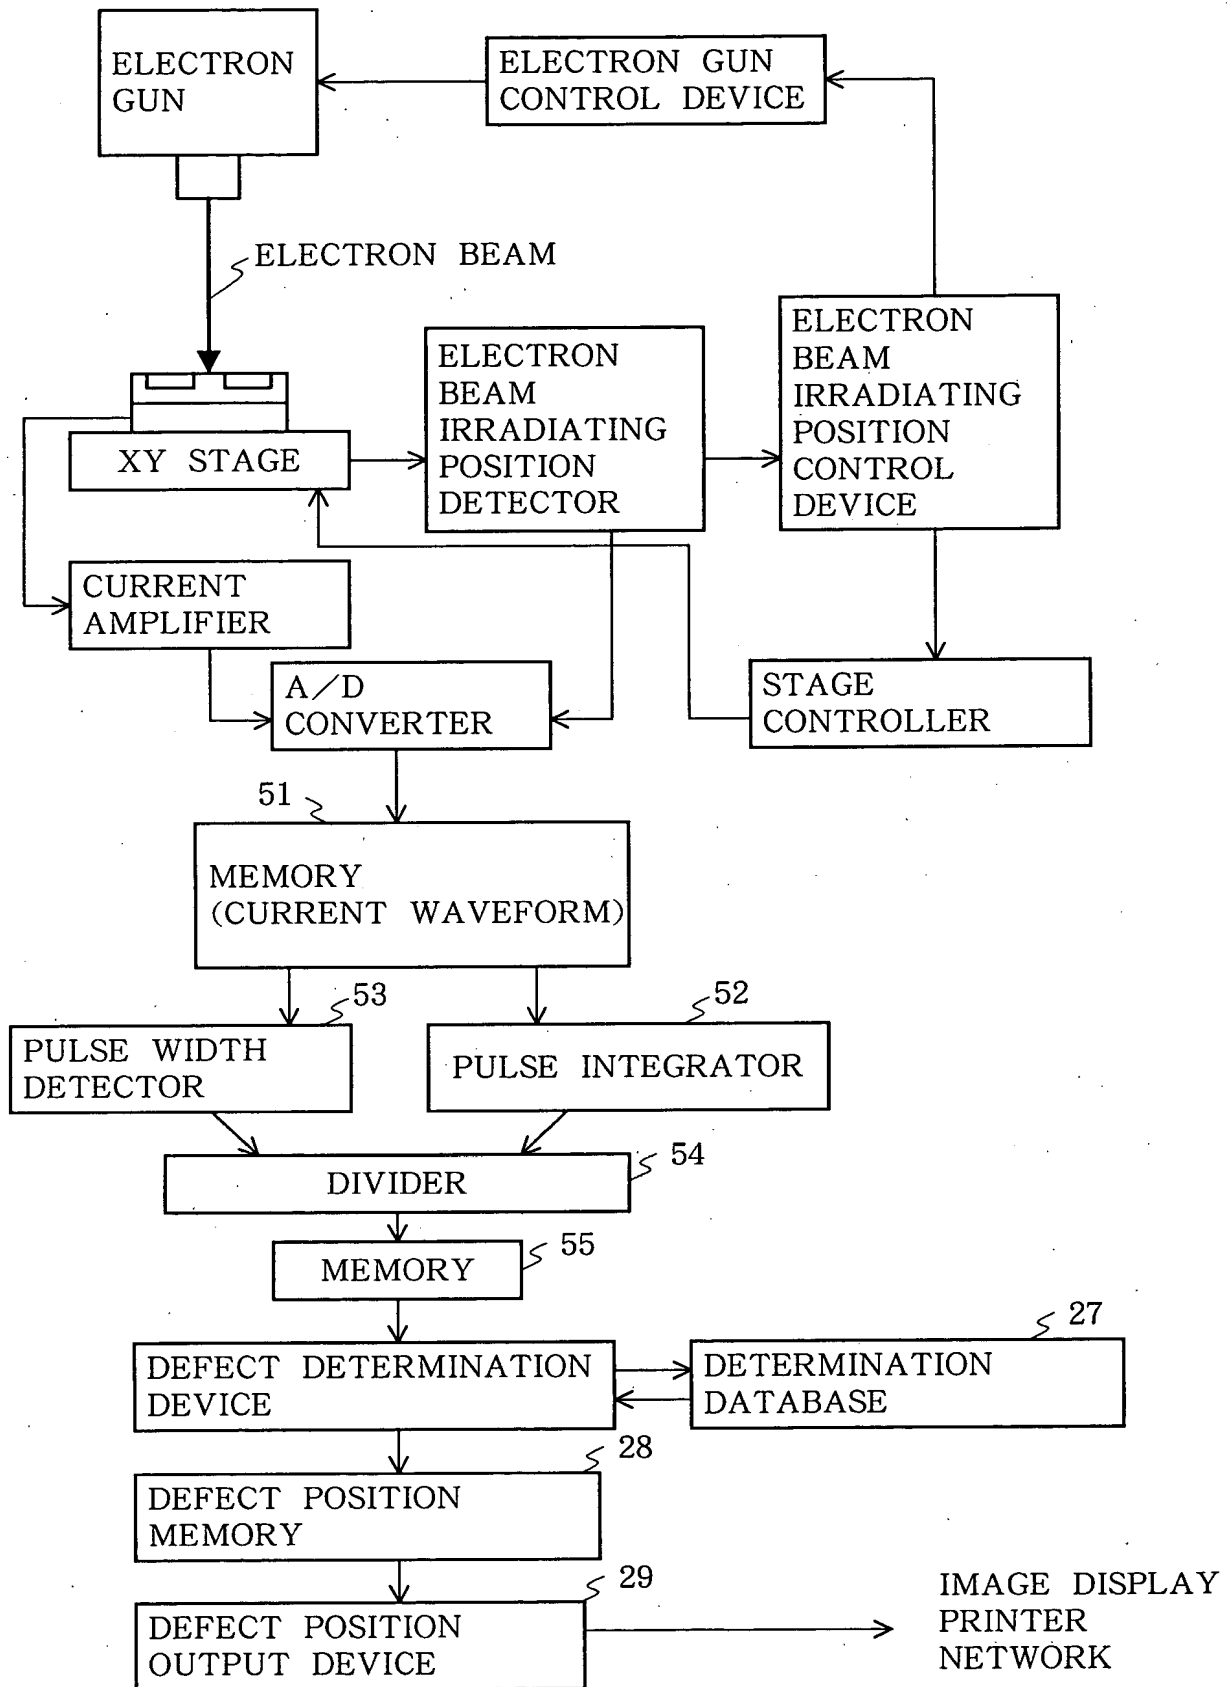 ELECTRON
GUN
ELECTRON GUN
CONTROL DEVICE
ELECTRON BEAM
ELECTRON
BEAM
IRRADIATING
POSITION
DETECTOR
ELECTRON
BEAM
IRRADIATING
POSITION
CONTROL
DEVICE
XY STAGE
CURRENT
AMPLIFIER
A/D
CONVERTER
STAGE
CONTROLLER
51
MEMORY
(CURRENT WAVEFORM)
53
52
PULSE WIDTH
DETECTOR
PULSE INTEGRATOR
54
DIVIDER
55
MEMORY
27
DEFECT DETERMINATION
DEVICE
DETERMINATION
DATABASE
28
DEFECT POSITION
MEMORY
29
DEFECT POSITION
OUTPUT DEVICE
IMAGE DISPLAY
PRINTER
NETWORK